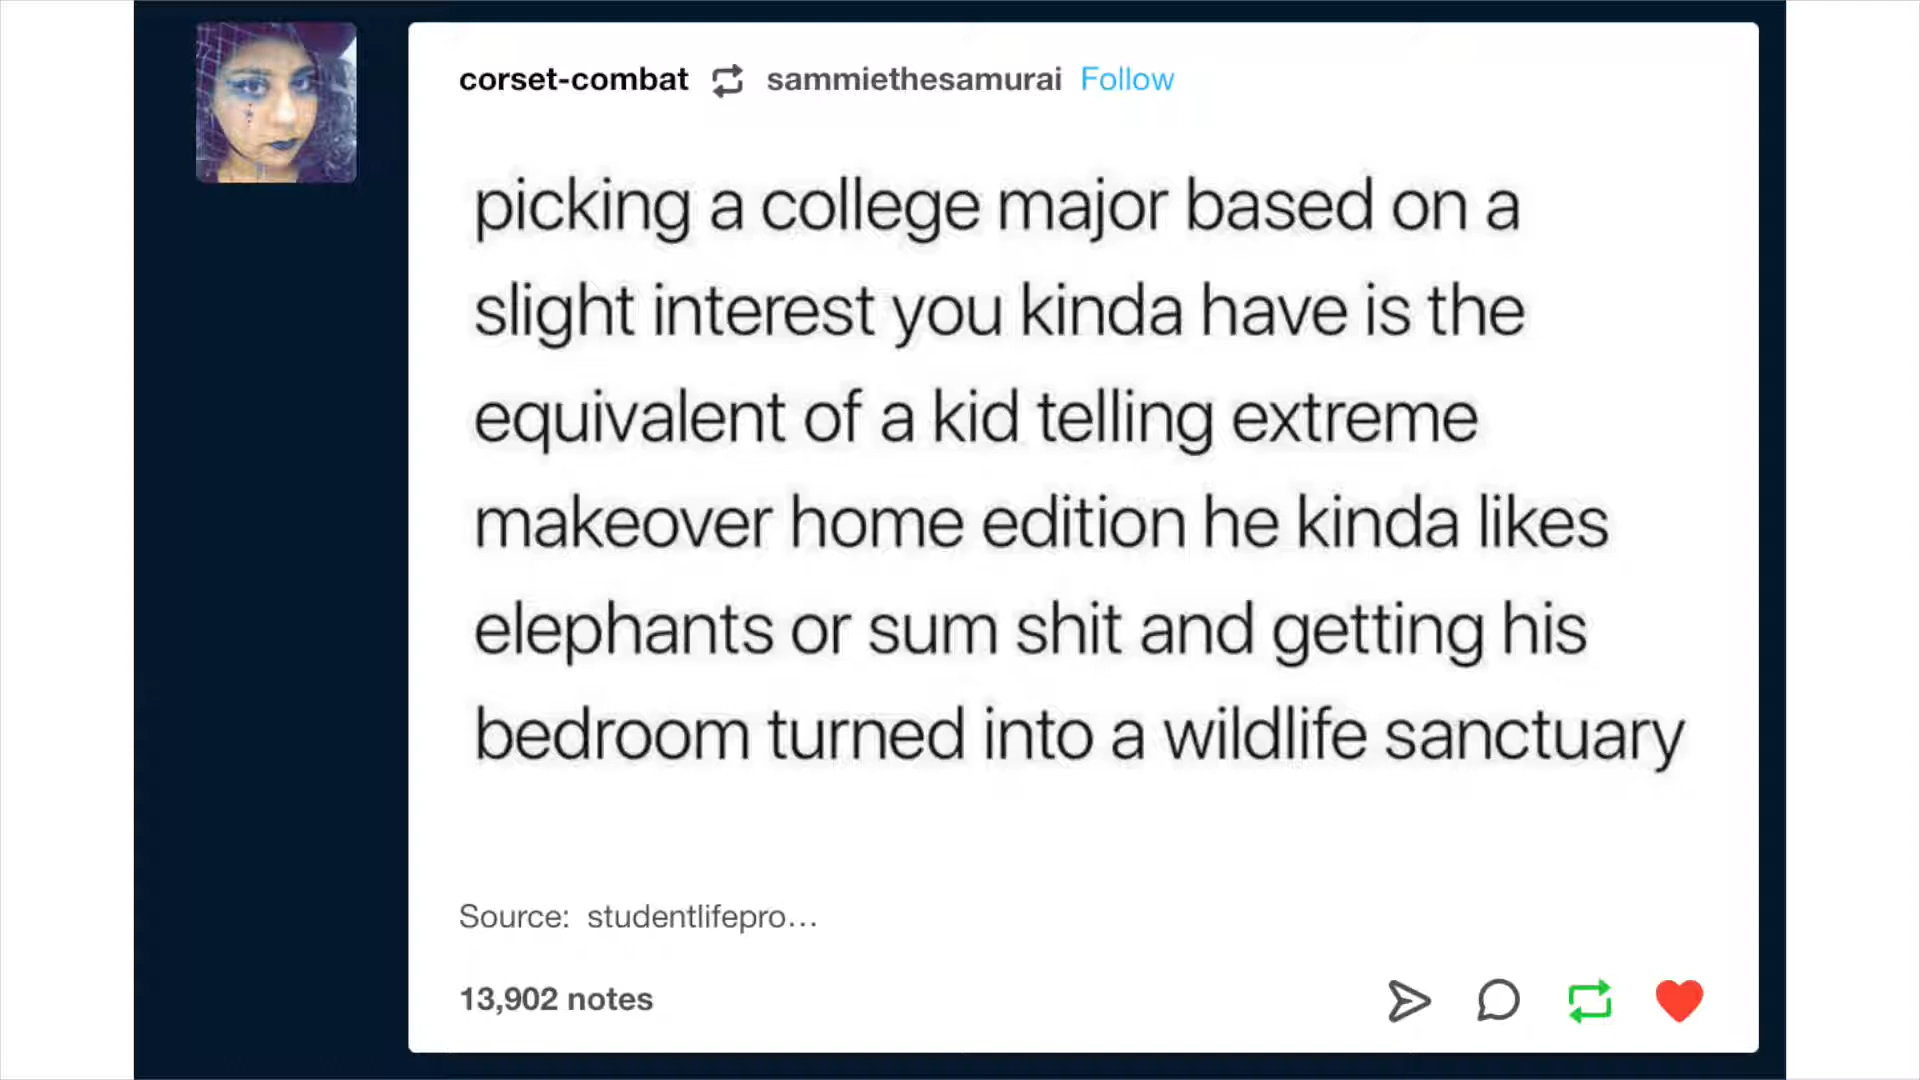 corset-combat sammiethesamurai Follow
picking a college major based on a
slight interest you kinda have is the
equivalent of a kid telling extreme
makeover home edition he kinda likes
elephants or sum shit and getting his
bedroom turned into a wildlife sanctuary
Source: studentlifepro...
13,902 notes